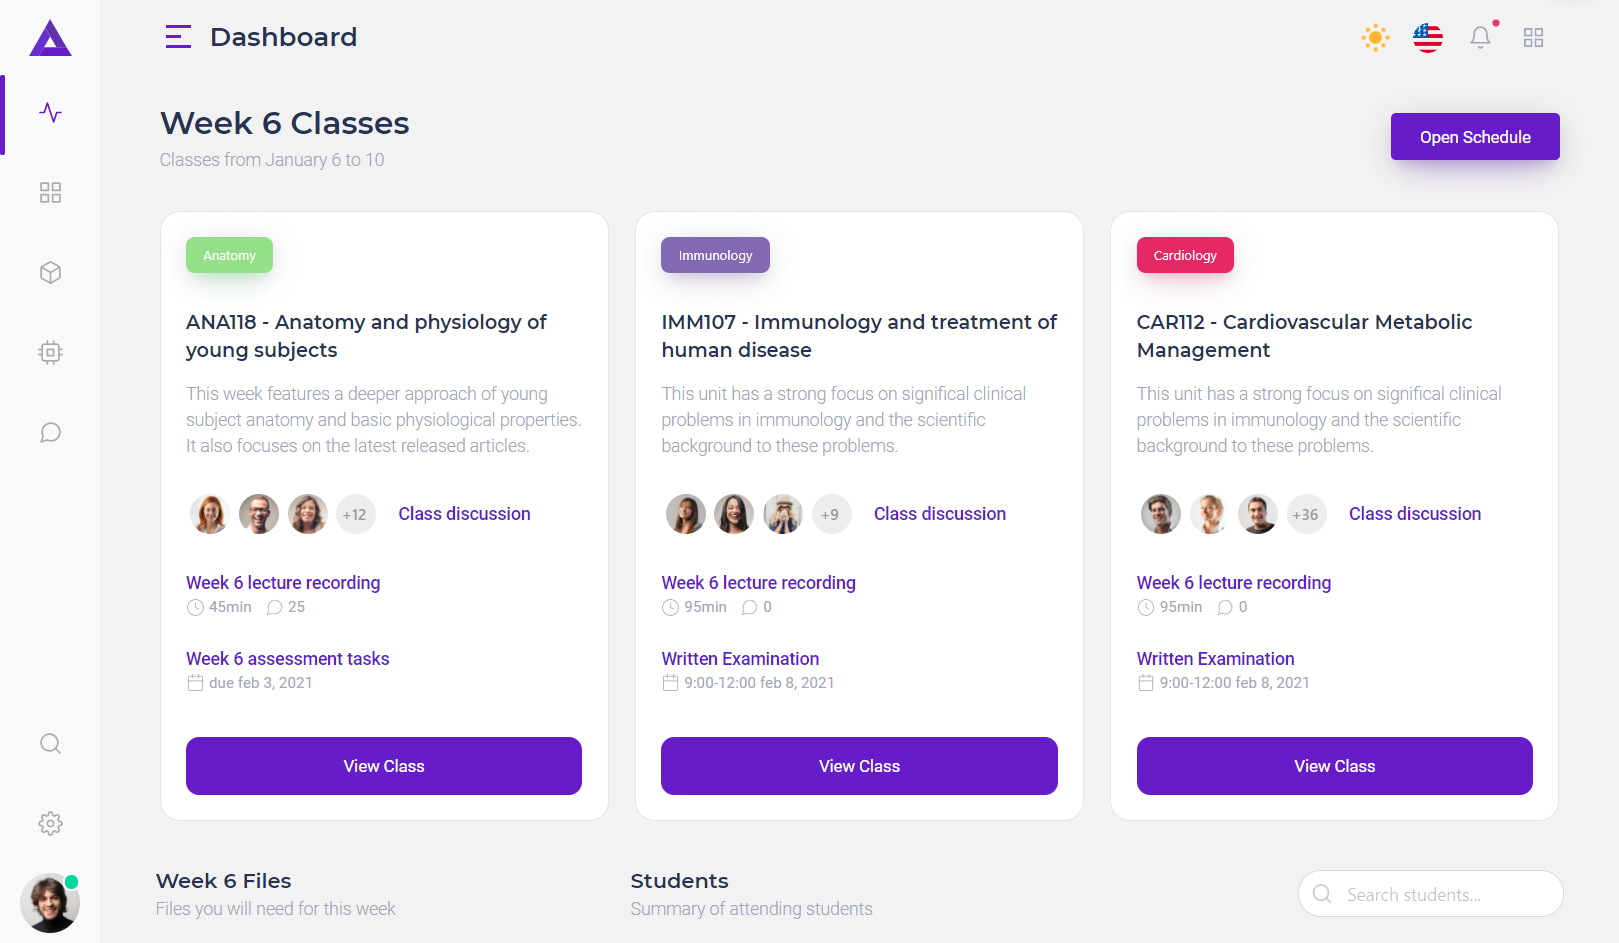 Dashboard
Week 6 Classes
Classes from January 6 to 10
Open Schedule
Anatomy
ANA118 - Anatomy and physiology of
young subjects
This week features a deeper approach of young
subject anatomy and basic physiological properties.
It also focuses on the latest released articles.
+12
Class discussion
Week 6 lecture recording
45min 25
Week 6 assessment tasks
due feb 3, 2021
View Class
Immunology
IMM107 - Immunology and treatment of
human disease
This unit has a strong focus on significal clinical
problems in immunology and the scientific
background to these problems.
+9
Class discussion
Week 6 lecture recording
95min 0
Written Examination
9:00-12:00 feb 8, 2021
View Class
Cardiology
CAR112 - Cardiovascular Metabolic
Management
This unit has a strong focus on significal clinical
problems in immunology and the scientific
background to these problems.
+36
Class discussion
Week 6 lecture recording
95min 0
Written Examination
9:00-12:00 feb 8, 2021
View Class
Week 6 Files
Files you will need for this week
Students
Summary of attending students
Search students...